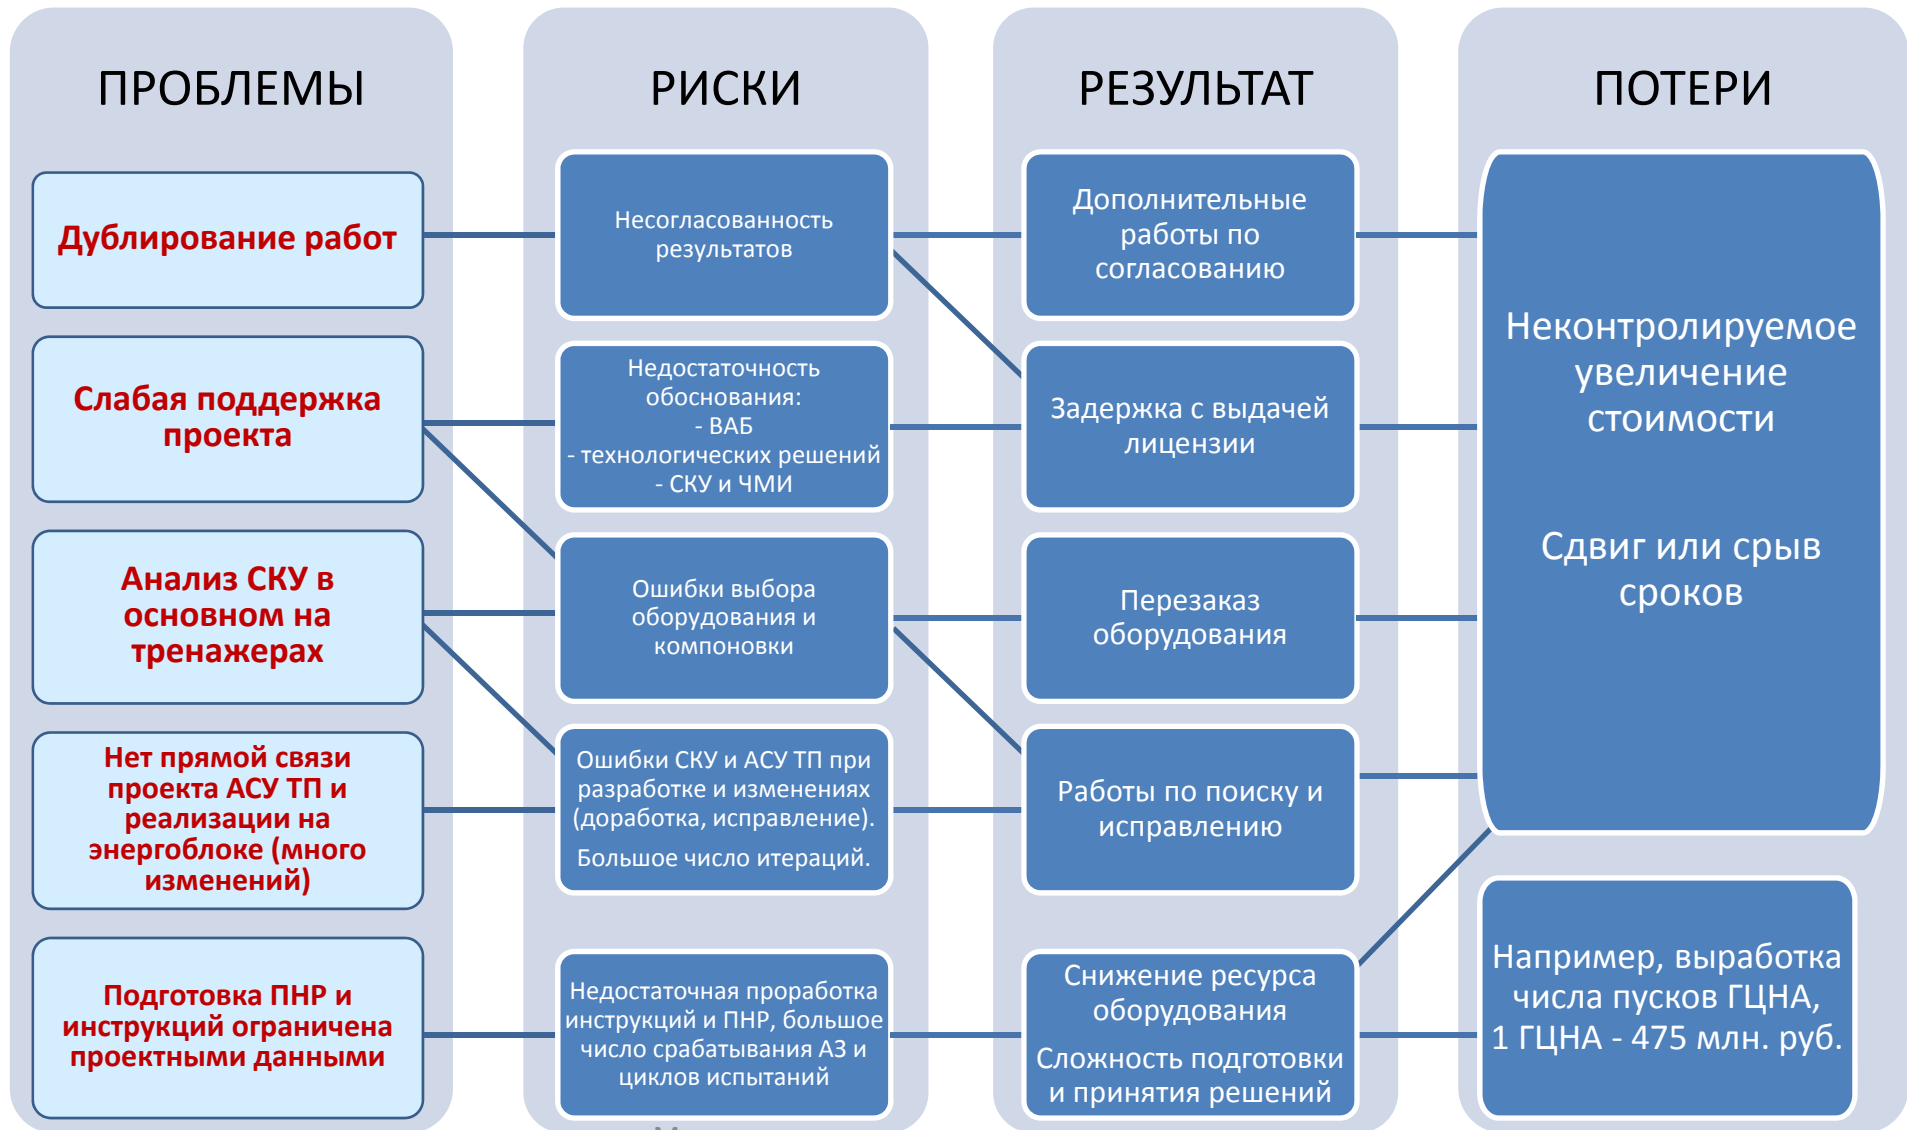 ПРОБЛЕМЫ
Дублирование работ
Слабая поддержка
проекта
Анализ СКУ в
основном на
тренажерах
Нет прямой связи
проекта АСУ ТП и
реализации на
энергоблоке (много
изменений)
Подготовка ПНР и
инструкций ограничена
проектными данными
РИСКИ
Несогласованность
результатов
Недостаточность
обоснования:
- ВАБ
- технологических решений
- СКУ и ЧМИ
Ошибки выбора
оборудования и
компоновки
Ошибки СКУ и АСУ ТП при
разработке и изменениях
(доработка, исправление).
Большое число итераций.
Недостаточная проработка
инструкций и ПНР, большое
число срабатывания АЗ и
циклов испытаний
РЕЗУЛЬТАТ
Дополнительные
работы по
согласованию
Задержка с выдачей
лицензии
Перезаказ
оборудования
Работы по поиску и
исправлению
Снижение ресурса
оборудования
Сложность подготовки
и принятия решений
ПОТЕРИ
Неконтролируемое
увеличение
стоимости
Сдвиг или срыв
сроков
Например, выработка
числа пусков ГЦНА,
1 ГЦНА - 475 млн. руб.